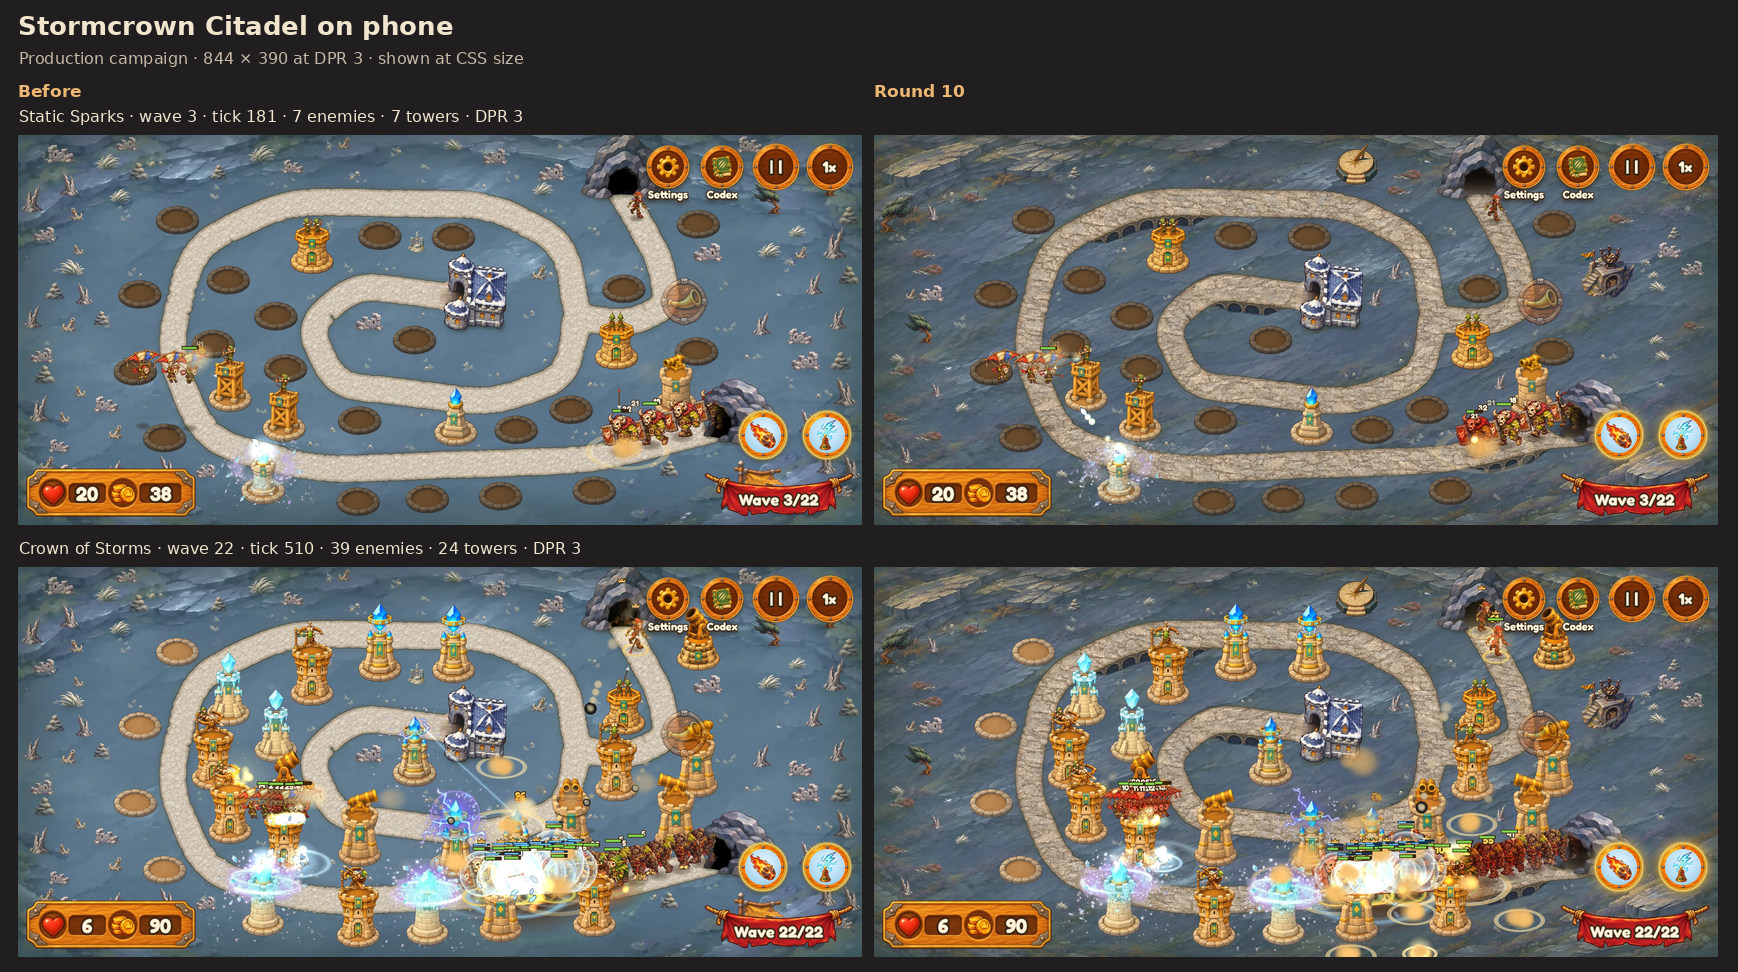 Stormcrown Citadel on phone
Production campaign · 844 × 390 at DPR 3 · shown at CSS size
Before
Round 10
Static Sparks · wave 3 · tick 181 · 7 enemies · 7 towers · DPR 3
1x
Settings
Codex
20
38
Wave 3/22
1x
Settings
Codex
20
38
Wave 3/22
Crown of Storms · wave 22 · tick 510 · 39 enemies · 24 towers · DPR 3
1x
Settings
Codex
6
90
Wave 22/22
1x
Settings
Codex
6
90
Wave 22/22